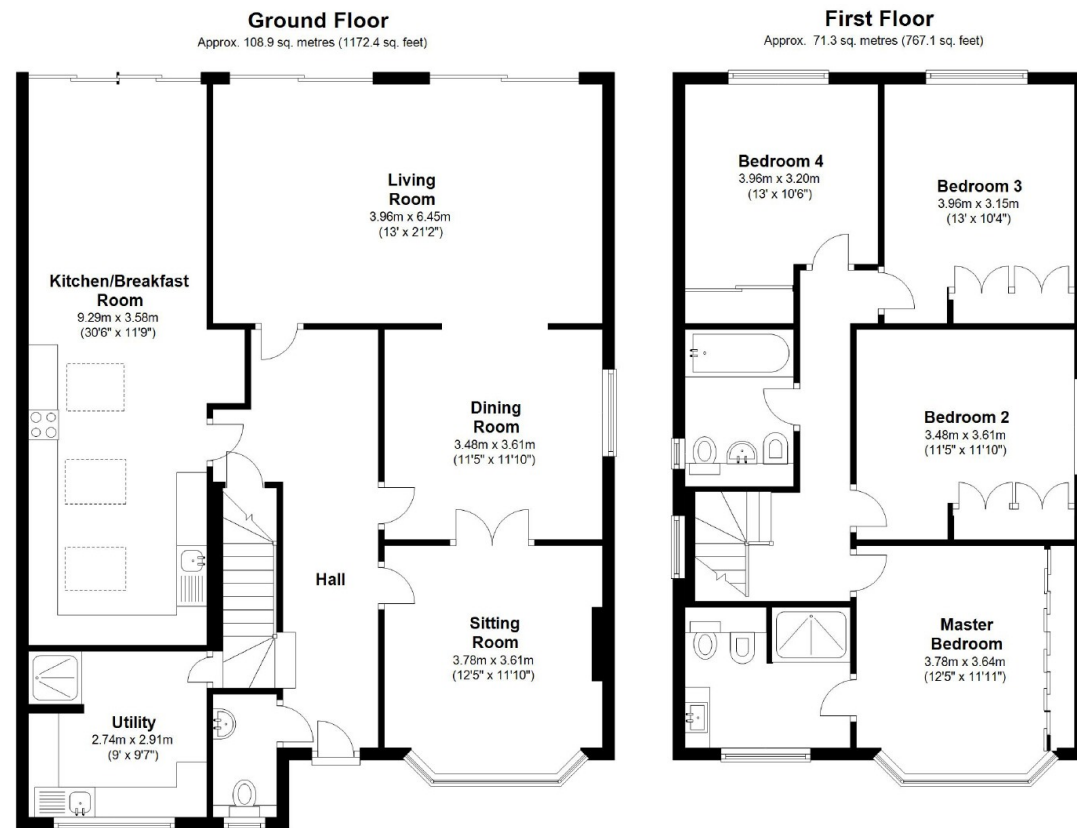 Ground Floor
Approx. 108.9 sq. metres (1172.4 sq. feet)
Living
Room
3.96m x 6.45m
(13' x 21'2")
Kitchen/Breakfast
Room
9.29m x 3.58m
(30'6" x 11'9")
Dining
Room
3.48m x 3.61m
(11'5" x 11'10")
Hall
Sitting
Room
3.78m x 3.61m
(12'5" x 11'10")
Utility
2.74m x 2.91m
(9' x 9'7")
First Floor
Approx. 71.3 sq. metres (767.1 sq. feet)
Bedroom 4
3.96m x 3.20m
(13' x 10'6")
Bedroom 3
3.96m x 3.15m
(13' x 10'4")
Bedroom 2
3.48m x 3.61m
(11'5" x 11'10")
Master
Bedroom
3.78m x 3.64m
(12'5" x 11'11")